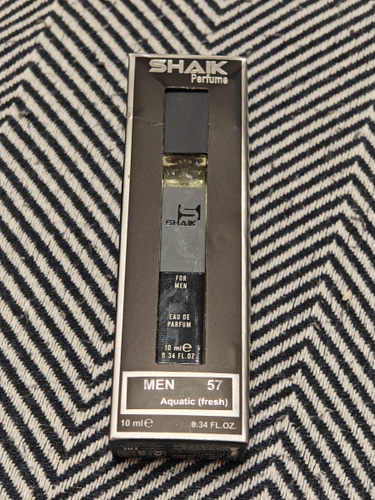 SHAIK
Perfume
SHAIK
FOR
MEN
EAU DE
PARFUM
10 ml℮
0.34 FL.OZ
MEN 57
Aquatic (fresh)
10 ml℮ 0.34 FL.OZ.